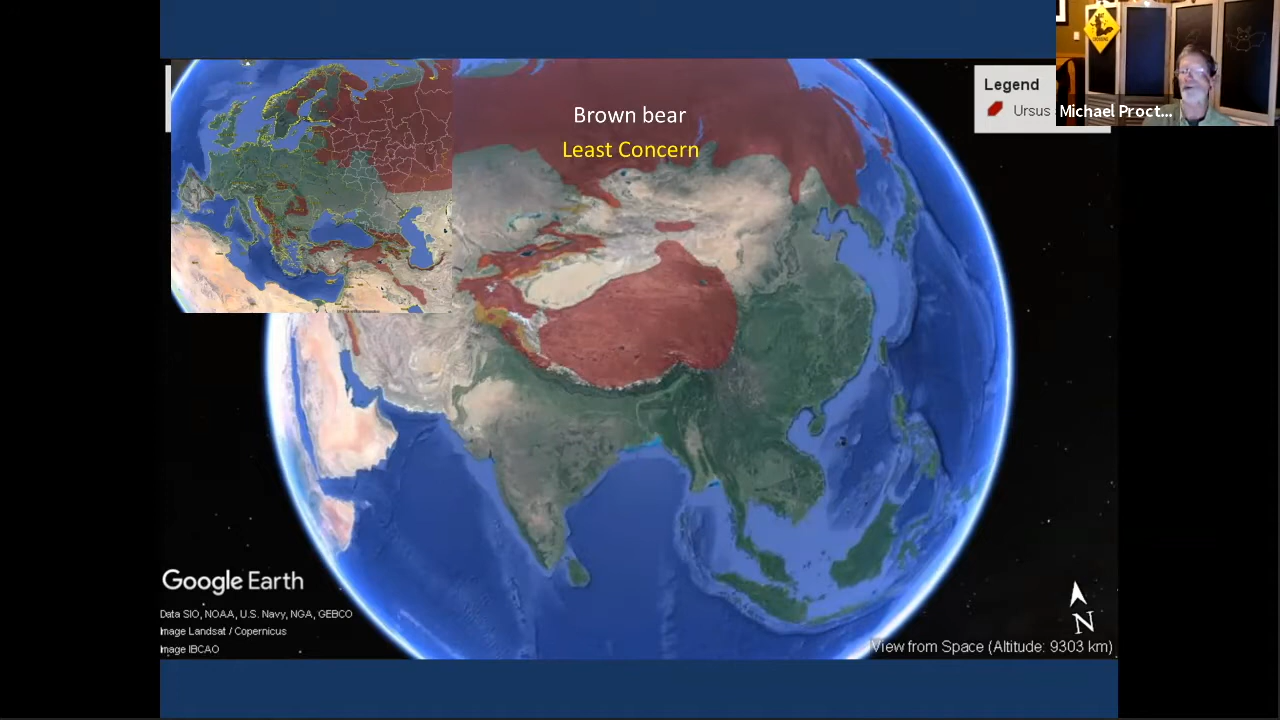 Brown bear
Least Concern
Legend
Ursus
Michael Proct...
Google Earth
Data SIO, NOAA, U.S. Navy, NGA, GEBCO
Image Landsat / Copernicus
Image IBCAO
N
View from Space (Altitude: 9303 km)